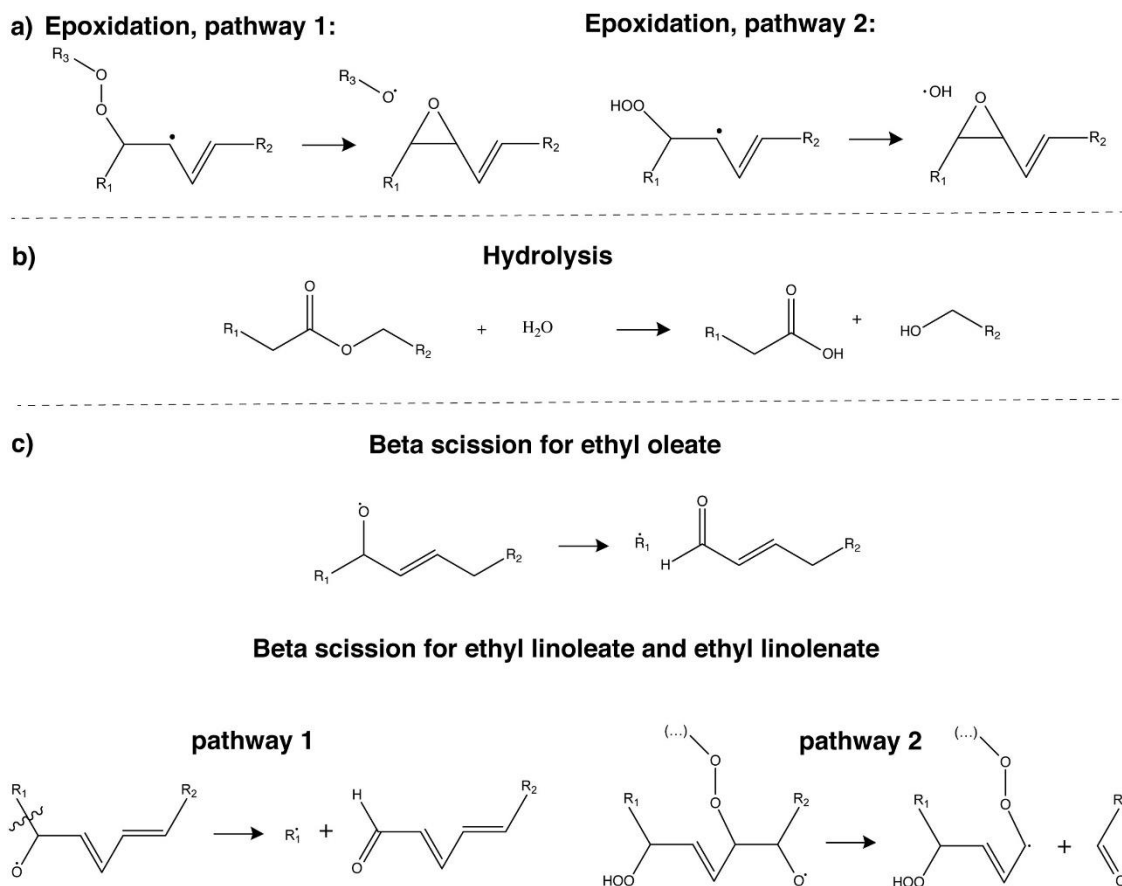 a) Epoxidation, pathway 1:
Epoxidation, pathway 2:
R₃
O
O
R₁
R₂
R₃
O•
O
R₁
R₂
HOO
R₁
R₂
•OH
O
R₁
R₂
b) Hydrolysis
R₁
O
O
R₂
+
H₂O
R₁
O
OH
+
HO
R₂
c) Beta scission for ethyl oleate
Ȯ
R₁
R₂
Ṙ₁
H
O
R₂
Beta scission for ethyl linoleate and ethyl linolenate
pathway 1
R₁
O•
R₂
R₁•
+
H
O
R₂
pathway 2
(...)
O
O
R₁
R₂
HOO
O•
(...)
O
O
R₁
HOO
+
O